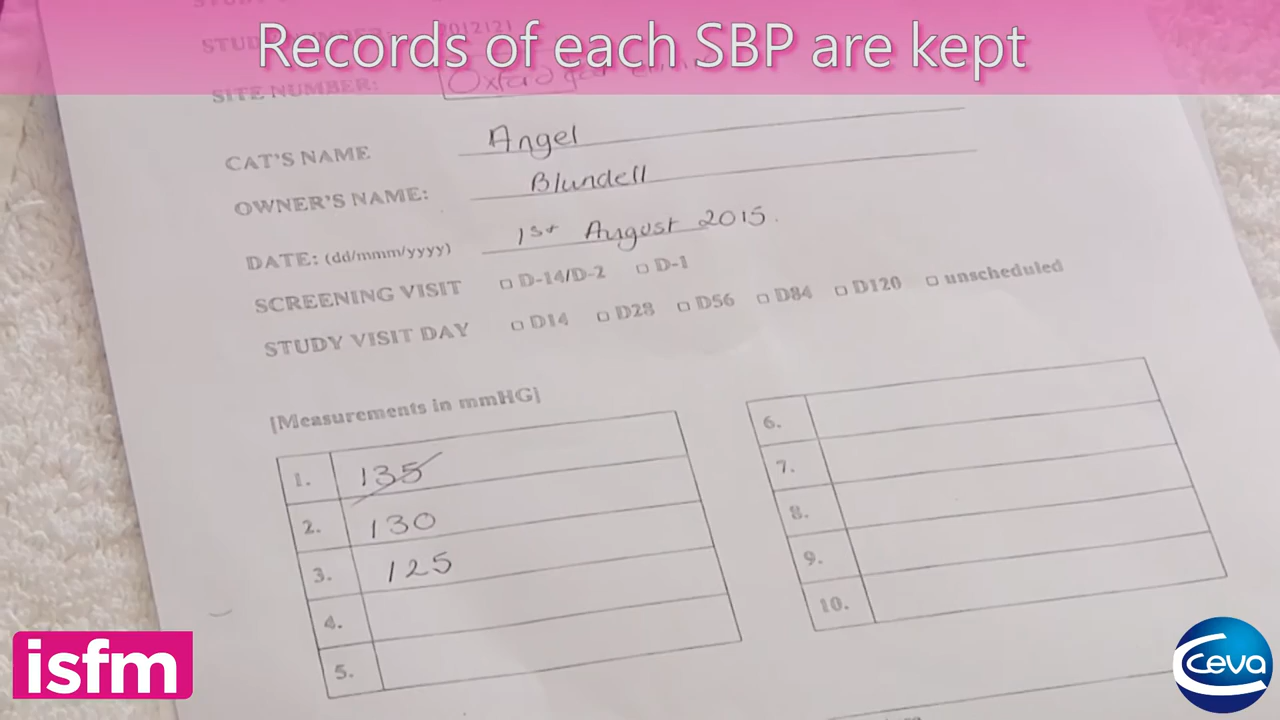 Records of each SBP are kept
SITE NUMBER: Oxford
CAT'S NAME Angel
OWNER'S NAME: Blundell
DATE: (dd/mmm/yyyy) 1st August 2015.
SCREENING VISIT □ D-14/D-2 □ D-1
STUDY VISIT DAY □ D14 □ D28 □ D56 □ D84 □ D120 □ unscheduled
[Measurements in mmHG]
1. 135
2. 130
3. 125
4.
5.
6.
7.
8.
9.
10.
isfm
Ceva